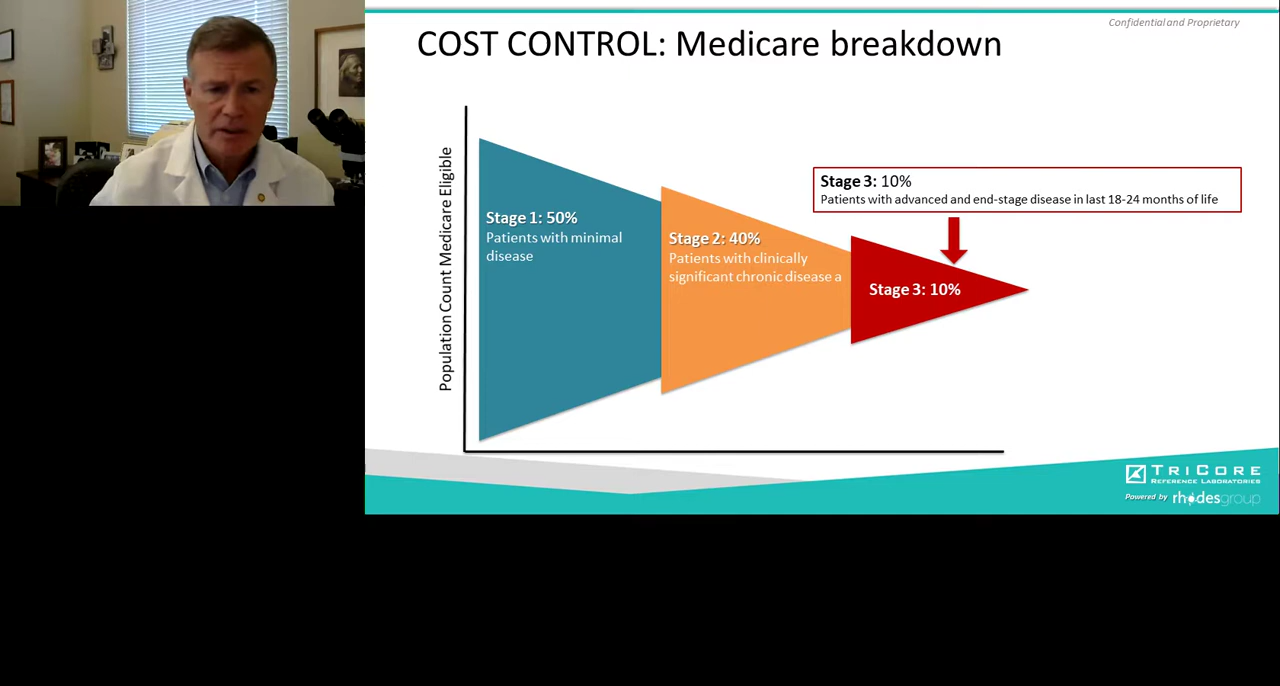 Confidential and Proprietary
COST CONTROL: Medicare breakdown
Population Count Medicare Eligible
Stage 1: 50%
Patients with minimal
disease
Stage 2: 40%
Patients with clinically
significant chronic disease a
Stage 3: 10%
Patients with advanced and end-stage disease in last 18-24 months of life
Stage 3: 10%
TRICORE
REFERENCE LABORATORIES
Powered by rhodesgroup